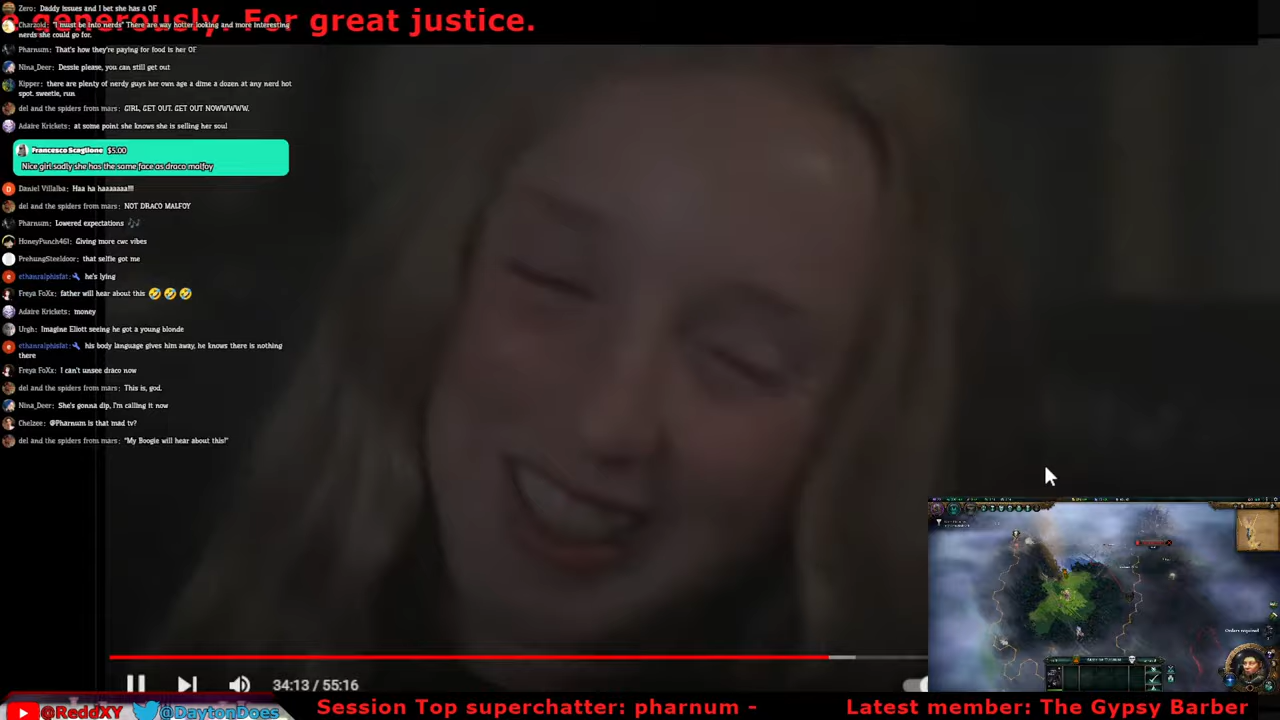 generously. For great justice.
Zero: Daddy issues and I bet she has a OF
Charzoid: "I must be into nerds" There are way hotter looking and more interesting
nerds she could go for.
Pharnum: That's how they're paying for food is her OF
Nina_Deer: Dessie please, you can still get out
Kipper: there are plenty of nerdy guys her own age a dime a dozen at any nerd hot
spot. sweetie, run
del and the spiders from mars: GIRL, GET OUT. GET OUT NOWWWWW.
Adaire Krickets: at some point she knows she is selling her soul
Francesco Scaglione $5.00
Nice girl sadly she has the same face as draco malfoy
Daniel Villalba: Haa ha haaaaaaa!!!!
del and the spiders from mars: NOT DRACO MALFOY
Pharnum: Lowered expectations 🎶
HoneyPunch461: Giving more cwc vibes
PrehungSteeldoor: that selfie got me
ethanralphisfat: he's lying
Freya FoXx: father will hear about this 🤣 🤣 🤣
Adaire Krickets: money
Urgh: Imagine Eliott seeing he got a young blonde
ethanralphisfat: his body language gives him away, he knows there is nothing
there
Freya FoXx: I can't unsee draco now
del and the spiders from mars: This is, god.
Nina_Deer: She's gonna dip, I'm calling it now
Chelzee: @Pharnum is that mad tv?
del and the spiders from mars: "My Boogie will hear about this!"
34:13 / 55:16
Orders required
@ReddXY @DaytonDoes Session Top superchatter: pharnum - Latest member: The Gypsy Barber